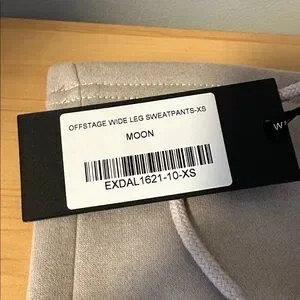 OFFSTAGE WIDE LEG SWEATPANTS-XS
MOON
EXDAL1621-10-XS